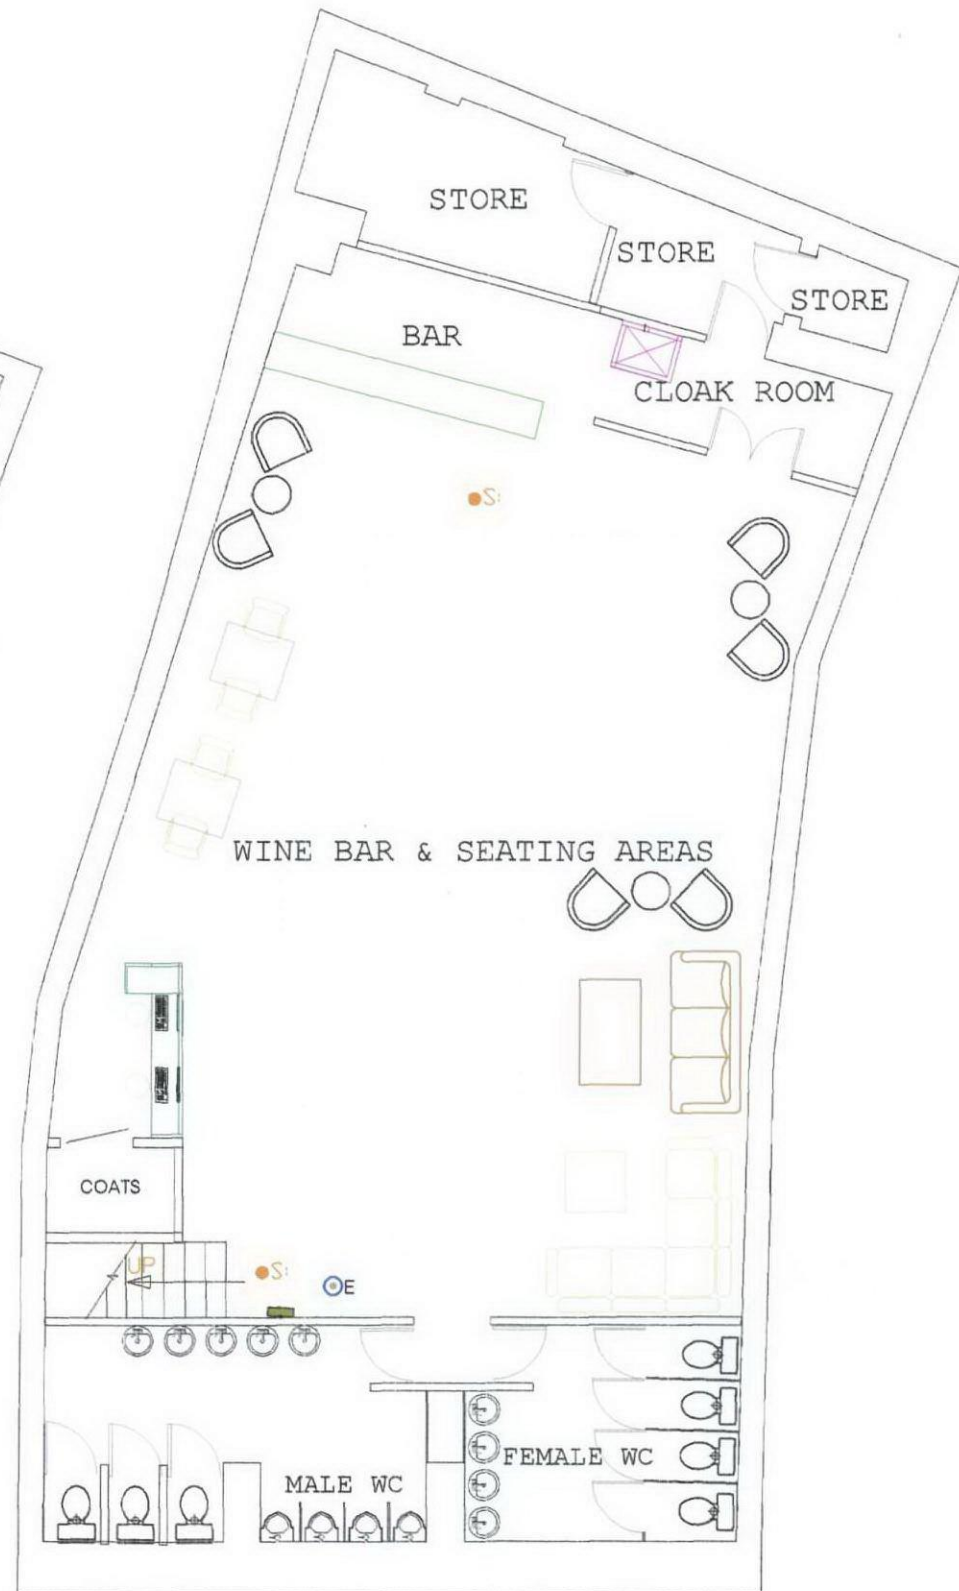 STORE
STORE
STORE
BAR
CLOAK ROOM
S:
WINE BAR & SEATING AREAS
COATS
UP
S:
E
FEMALE WC
MALE WC